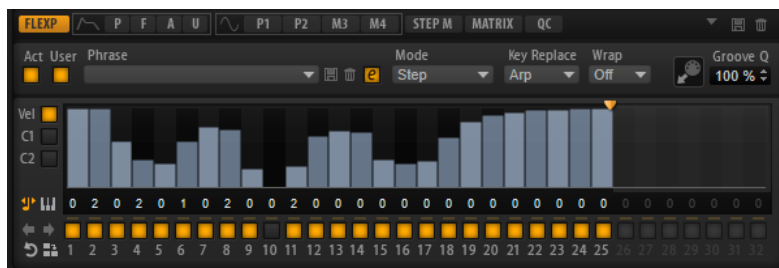 FLEXP P F A U P1 P2 M3 M4 STEP M MATRIX QC
Act User Phrase Mode Key Replace Wrap Groove Q
e Step Arp Off 100 %
Vel
C1
C2
0 2 0 2 0 1 0 2 0 0 2 0 0 0 0 0 0 0 0 0 0 0 0 0 0 0 0 0 0 0 0 0
1 2 3 4 5 6 7 8 9 10 11 12 13 14 15 16 17 18 19 20 21 22 23 24 25 26 27 28 29 30 31 32